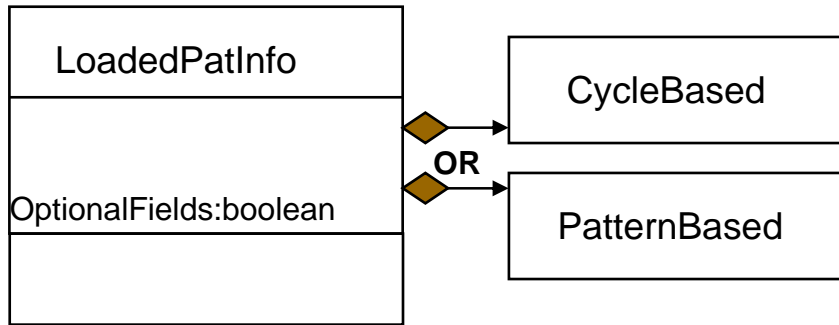 LoadedPatInfo
CycleBased
OR
OptionalFields:boolean
PatternBased